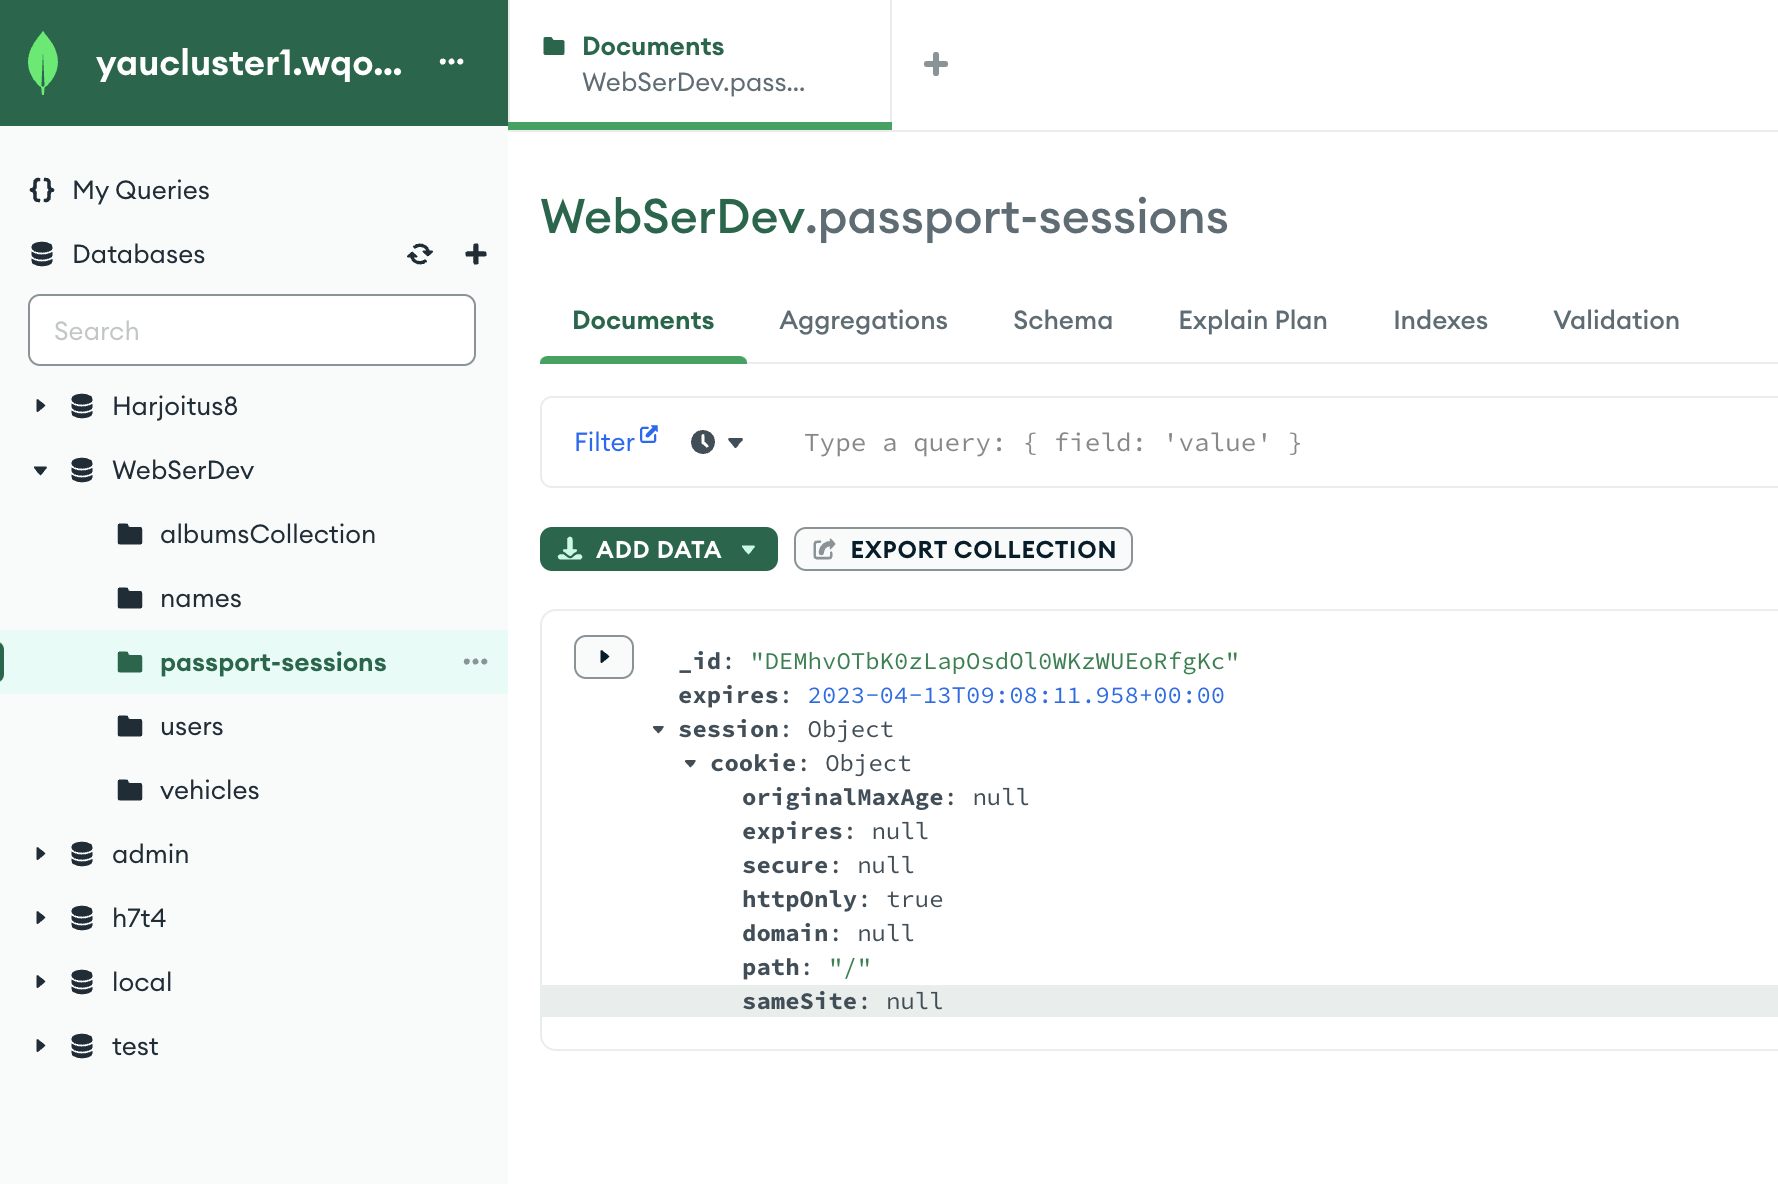 yaucluster1.wqo...
My Queries
Databases
Search
Harjoitus8
WebSerDev
albumsCollection
names
passport-sessions
users
vehicles
admin
h7t4
local
test
Documents
WebSerDev.pass...
WebSerDev.passport-sessions
Documents Aggregations Schema Explain Plan Indexes Validation
Filter Type a query: { field: 'value' }
ADD DATA EXPORT COLLECTION
_id: "DEMhvOTbK0zLapOsdOl0WKzWUEoRfgKc"
expires: 2023-04-13T09:08:11.958+00:00
session: Object
cookie: Object
originalMaxAge: null
expires: null
secure: null
httpOnly: true
domain: null
path: "/"
sameSite: null